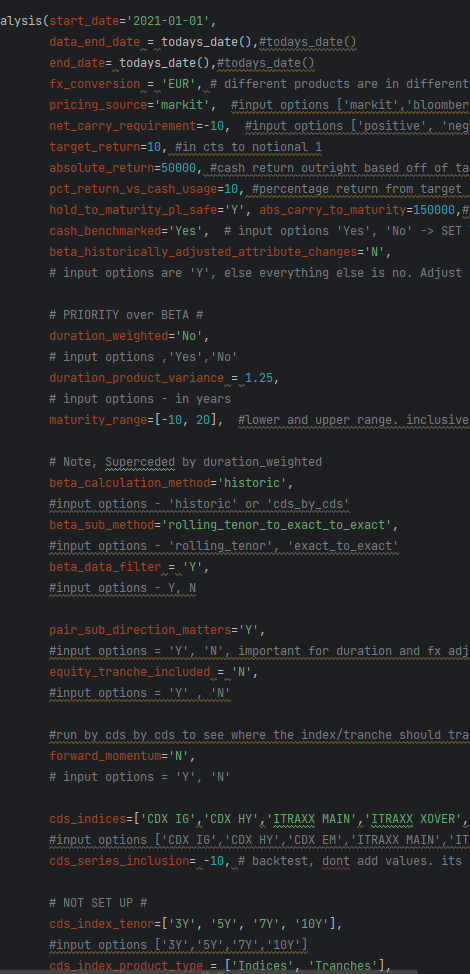 alysis(start_date='2021-01-01',
data_end_date = todays_date(),#todays_date()
end_date= todays_date(),#todays_date()
fx_conversion = 'EUR', # different products are in different
pricing_source='markit', #input options ['markit','bloomber
net_carry_requirement=-10, #input options ['positive', 'neg
target_return=10, #in cts to notional 1
absolute_return=50000, #cash return outright based off of ta
pct_return_vs_cash_usage=10, #percentage return from target
hold_to_maturity_pl_safe='Y', abs_carry_to_maturity=150000,#
cash_benchmarked='Yes', # input options 'Yes', 'No' -> SET
beta_historically_adjusted_attribute_changes='N',
# input options are 'Y', else everything else is no. Adjust
# PRIORITY over BETA #
duration_weighted='No',
# input options ,'Yes','No'
duration_product_variance = 1.25,
# input options - in years
maturity_range=[-10, 20], #lower and upper range. inclusive
# Note, Superceded by duration_weighted
beta_calculation_method='historic',
#input options - 'historic' or 'cds_by_cds'
beta_sub_method='rolling_tenor_to_exact_to_exact',
#input options - 'rolling_tenor', 'exact_to_exact'
beta_data_filter = 'Y',
#input options - Y, N
pair_sub_direction_matters='Y',
#input options = 'Y', 'N', important for duration and fx adj
equity_tranche_included = 'N',
#input options = 'Y' , 'N'
#run by cds by cds to see where the index/tranche should tra
forward_momentum='N',
# input options = 'Y', 'N'
cds_indices=['CDX IG','CDX HY','ITRAXX MAIN','ITRAXX XOVER',
#input options ['CDX IG','CDX HY','CDX EM','ITRAXX MAIN','IT
cds_series_inclusion= -10, # backtest, dont add values. its
# NOT SET UP #
cds_index_tenor=['3Y', '5Y', '7Y', '10Y'],
#input options ['3Y','5Y','7Y','10Y']
cds_index_product_type = ['Indices', 'Tranches'],